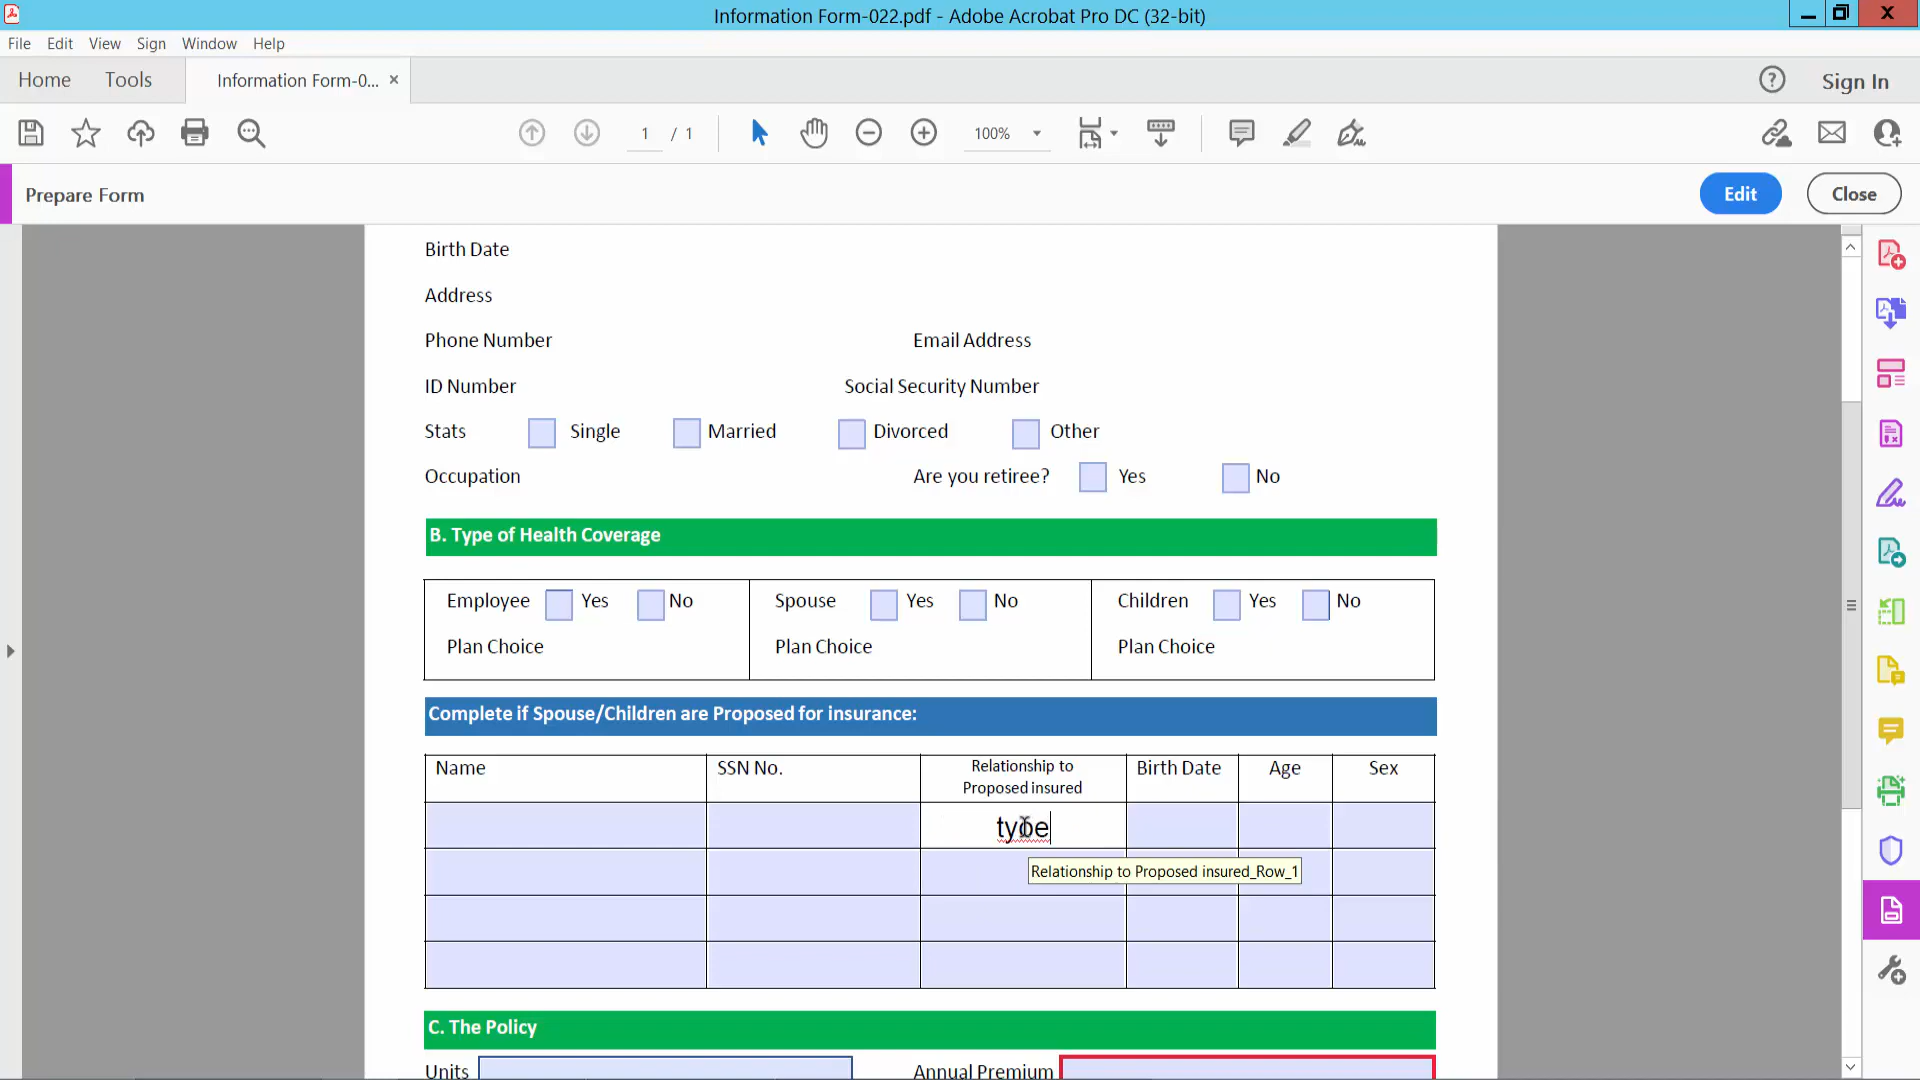 Information Form-022.pdf - Adobe Acrobat Pro DC (32-bit)
File Edit View Sign Window Help
Home Tools Information Form-0... × Sign In
1 / 1 100%
Prepare Form Edit Close
Birth Date
Address
Phone Number Email Address
ID Number Social Security Number
Stats Single Married Divorced Other
Occupation Are you retiree? Yes No
B. Type of Health Coverage
Employee Yes No Spouse Yes No Children Yes No
Plan Choice Plan Choice Plan Choice
Complete if Spouse/Children are Proposed for insurance:
Name SSN No. Relationship to Proposed insured Birth Date Age Sex
type
Relationship to Proposed insured_Row_1
C. The Policy
Units Annual Premium